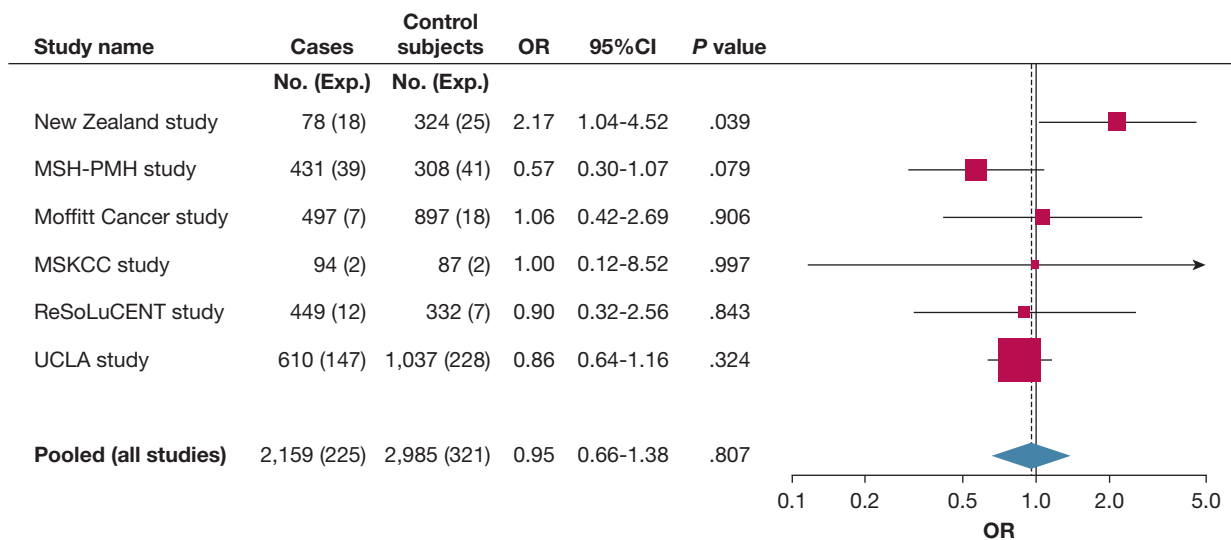 Study name Cases Control subjects OR 95%CI P value
No. (Exp.) No. (Exp.)
New Zealand study 78 (18) 324 (25) 2.17 1.04-4.52 .039
MSH-PMH study 431 (39) 308 (41) 0.57 0.30-1.07 .079
Moffitt Cancer study 497 (7) 897 (18) 1.06 0.42-2.69 .906
MSKCC study 94 (2) 87 (2) 1.00 0.12-8.52 .997
ReSoLuCENT study 449 (12) 332 (7) 0.90 0.32-2.56 .843
UCLA study 610 (147) 1,037 (228) 0.86 0.64-1.16 .324
Pooled (all studies) 2,159 (225) 2,985 (321) 0.95 0.66-1.38 .807
0.1 0.5 1.0 2.0 5.0
OR